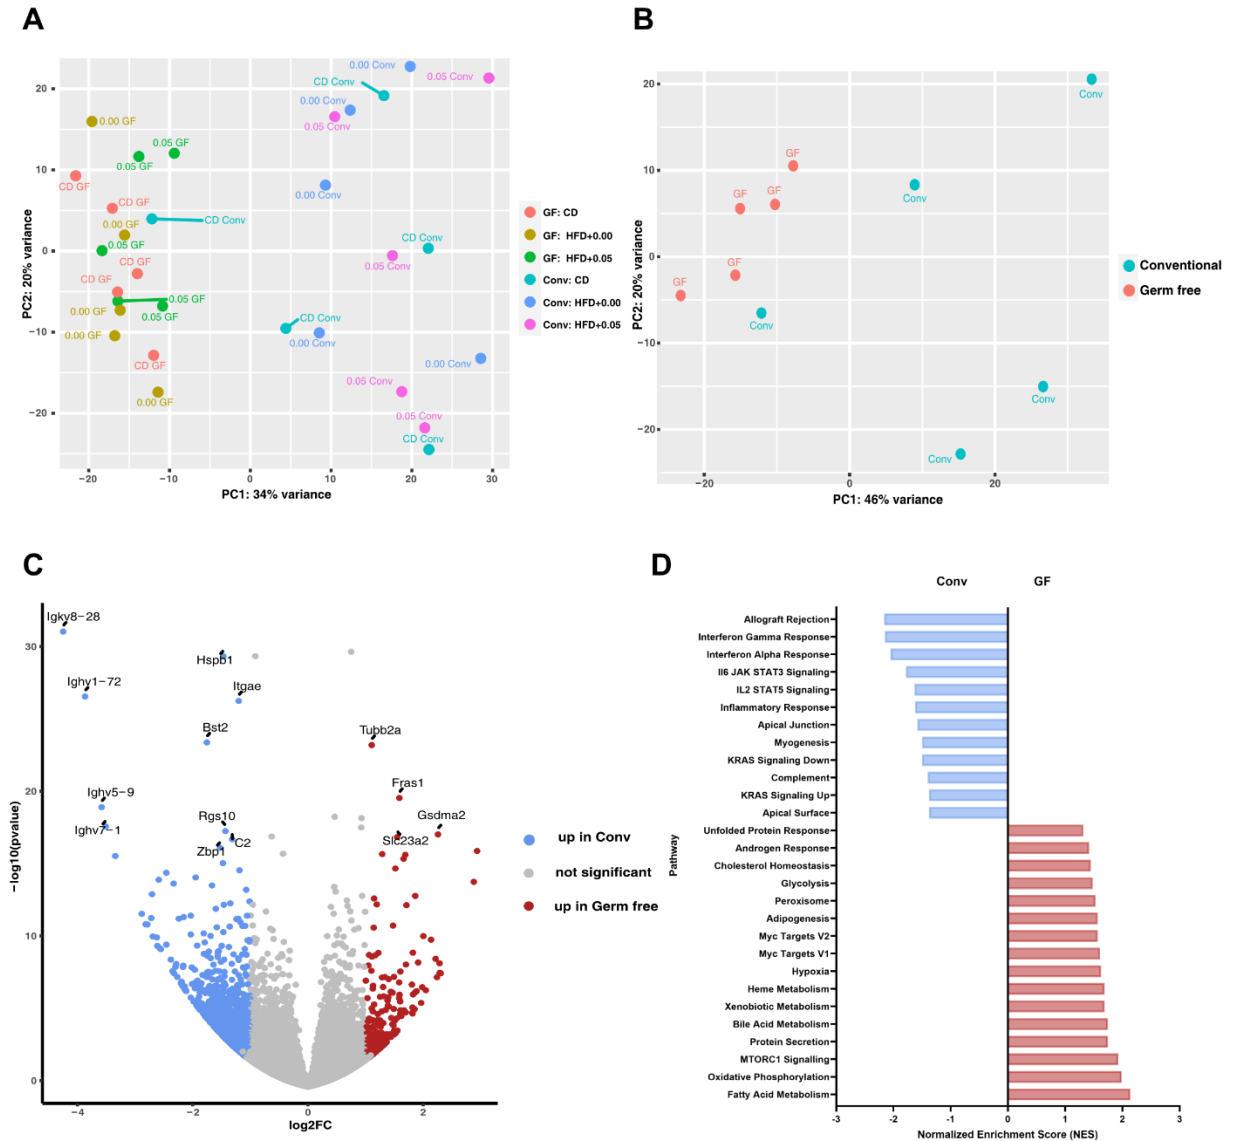 A
B
0.00 Conv
CD Conv
0.05 Conv
0.00 Conv
0.05 Conv
0.00 GF
0.05 GF
0.05 GF
CD GF
0.00 Conv
CD GF
CD Conv
0.00 GF
CD Conv
0.05 GF
0.05 Conv
CD GF
CD GF
0.05 GF
0.00 GF
0.05 GF
CD Conv
0.00 GF
0.00 Conv
CD GF
0.00 Conv
0.05 Conv
0.00 GF
0.05 Conv
CD Conv
20
10
0
−10
−20
PC2: 20% variance
−20
−10
0
10
20
30
PC1: 34% variance
GF: CD
GF: HFD+0.00
GF: HFD+0.05
Conv: CD
Conv: HFD+0.00
Conv: HFD+0.05
Conv
GF
GF
GF
Conv
GF
GF
Conv
Conv
Conv
20
10
0
−10
−20
PC2: 20% variance
−20
0
20
PC1: 46% variance
Conventional
Germ free
C
Igkv8−28
Hspb1
Ighv1−72
Itgae
Bst2
Tubb2a
Fras1
Ighv5−9
Rgs10
Gsdma2
Ighv7−1
C2
Slc23a2
Zbp1
30
20
10
0
−log10(pvalue)
−4
−2
0
2
log2FC
up in Conv
not significant
up in Germ free
D
Conv
GF
Allograft Rejection
Interferon Gamma Response
Interferon Alpha Response
Il6 JAK STAT3 Signaling
IL2 STAT5 Signaling
Inflammatory Response
Apical Junction
Myogenesis
KRAS Signaling Down
Complement
KRAS Signaling Up
Apical Surface
Unfolded Protein Response
Androgen Response
Cholesterol Homeostasis
Glycolysis
Peroxisome
Adipogenesis
Myc Targets V2
Myc Targets V1
Hypoxia
Heme Metabolism
Xenobiotic Metabolism
Bile Acid Metabolism
Protein Secretion
MTORC1 Signalling
Oxidative Phosphorylation
Fatty Acid Metabolism
Pathway
-3
-2
-1
0
1
2
3
Normalized Enrichment Score (NES)